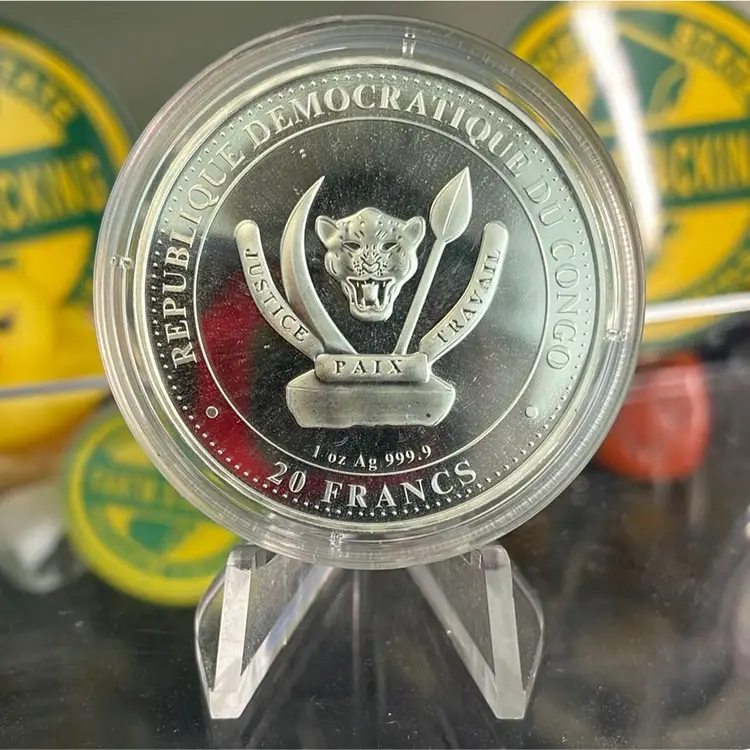 REPUBLIQUE DEMOCRATIQUE DU CONGO
JUSTICE
PAIX
TRAVAIL
1 oz Ag 999.9
20 FRANCS